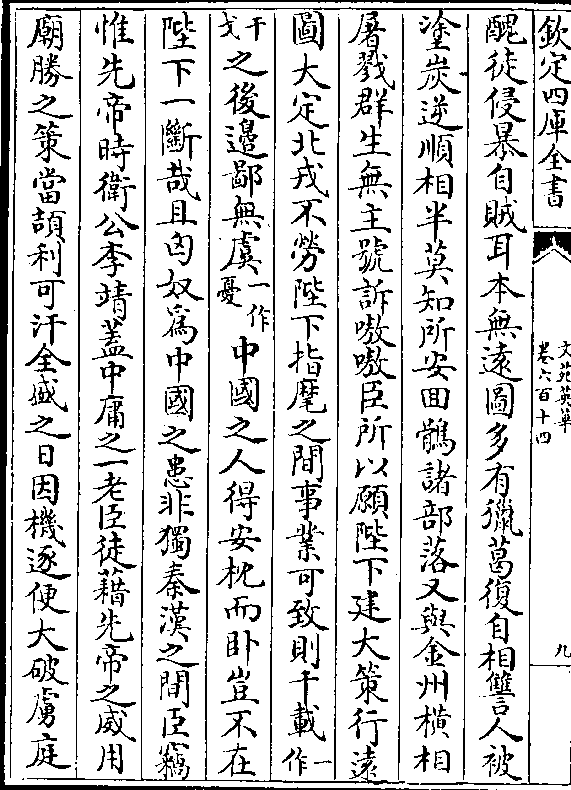 欽定四庫全書
文苑英華
卷六百十四
九
醜徒侵暴自賊耳本無遠圖多有獵葛復自相讐人被
塗炭逆順相半莫知所安回鶻諸部落又與金州橫相
屠戮群生無主號訴嗷嗷臣所以願陛下建大策行遠
圖大定北戎不勞陛下指麾之間事業可致則千載一作
干戈之後邊鄙無虞一作憂中國之人得安枕而卧豈不在
陛下一斷哉且匈奴爲中國之患非獨秦漢之間臣竊
惟先帝時衛公李靖蓋中庸之一老臣徒藉先帝之威用
廟勝之策當頡利可汗全盛之日因機逐便大破虜庭